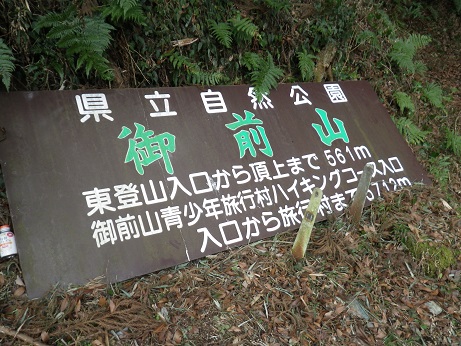 県立自然公園
御前山
東登山入口から頂上まで 561m
御前山青少年旅行村ハイキングコース入口
入口から旅行村まで 6712m